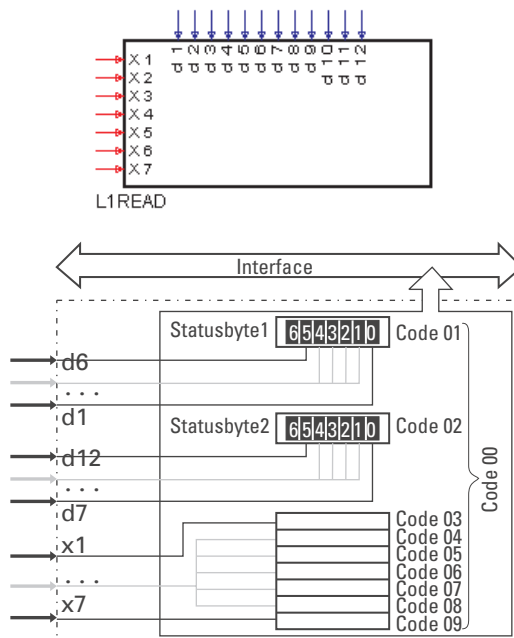 d1 d2 d3 d4 d5 d6 d7 d8 d9 d10 d11 d12
X1
X2
X3
X4
X5
X6
X7
L1READ
Interface
Statusbyte1 6543210 Code 01
d6
...
d1
Statusbyte2 6543210 Code 02
d12
...
d7
Code 00
Code 03
Code 04
x1
Code 05
Code 06
...
Code 07
Code 08
x7
Code 09